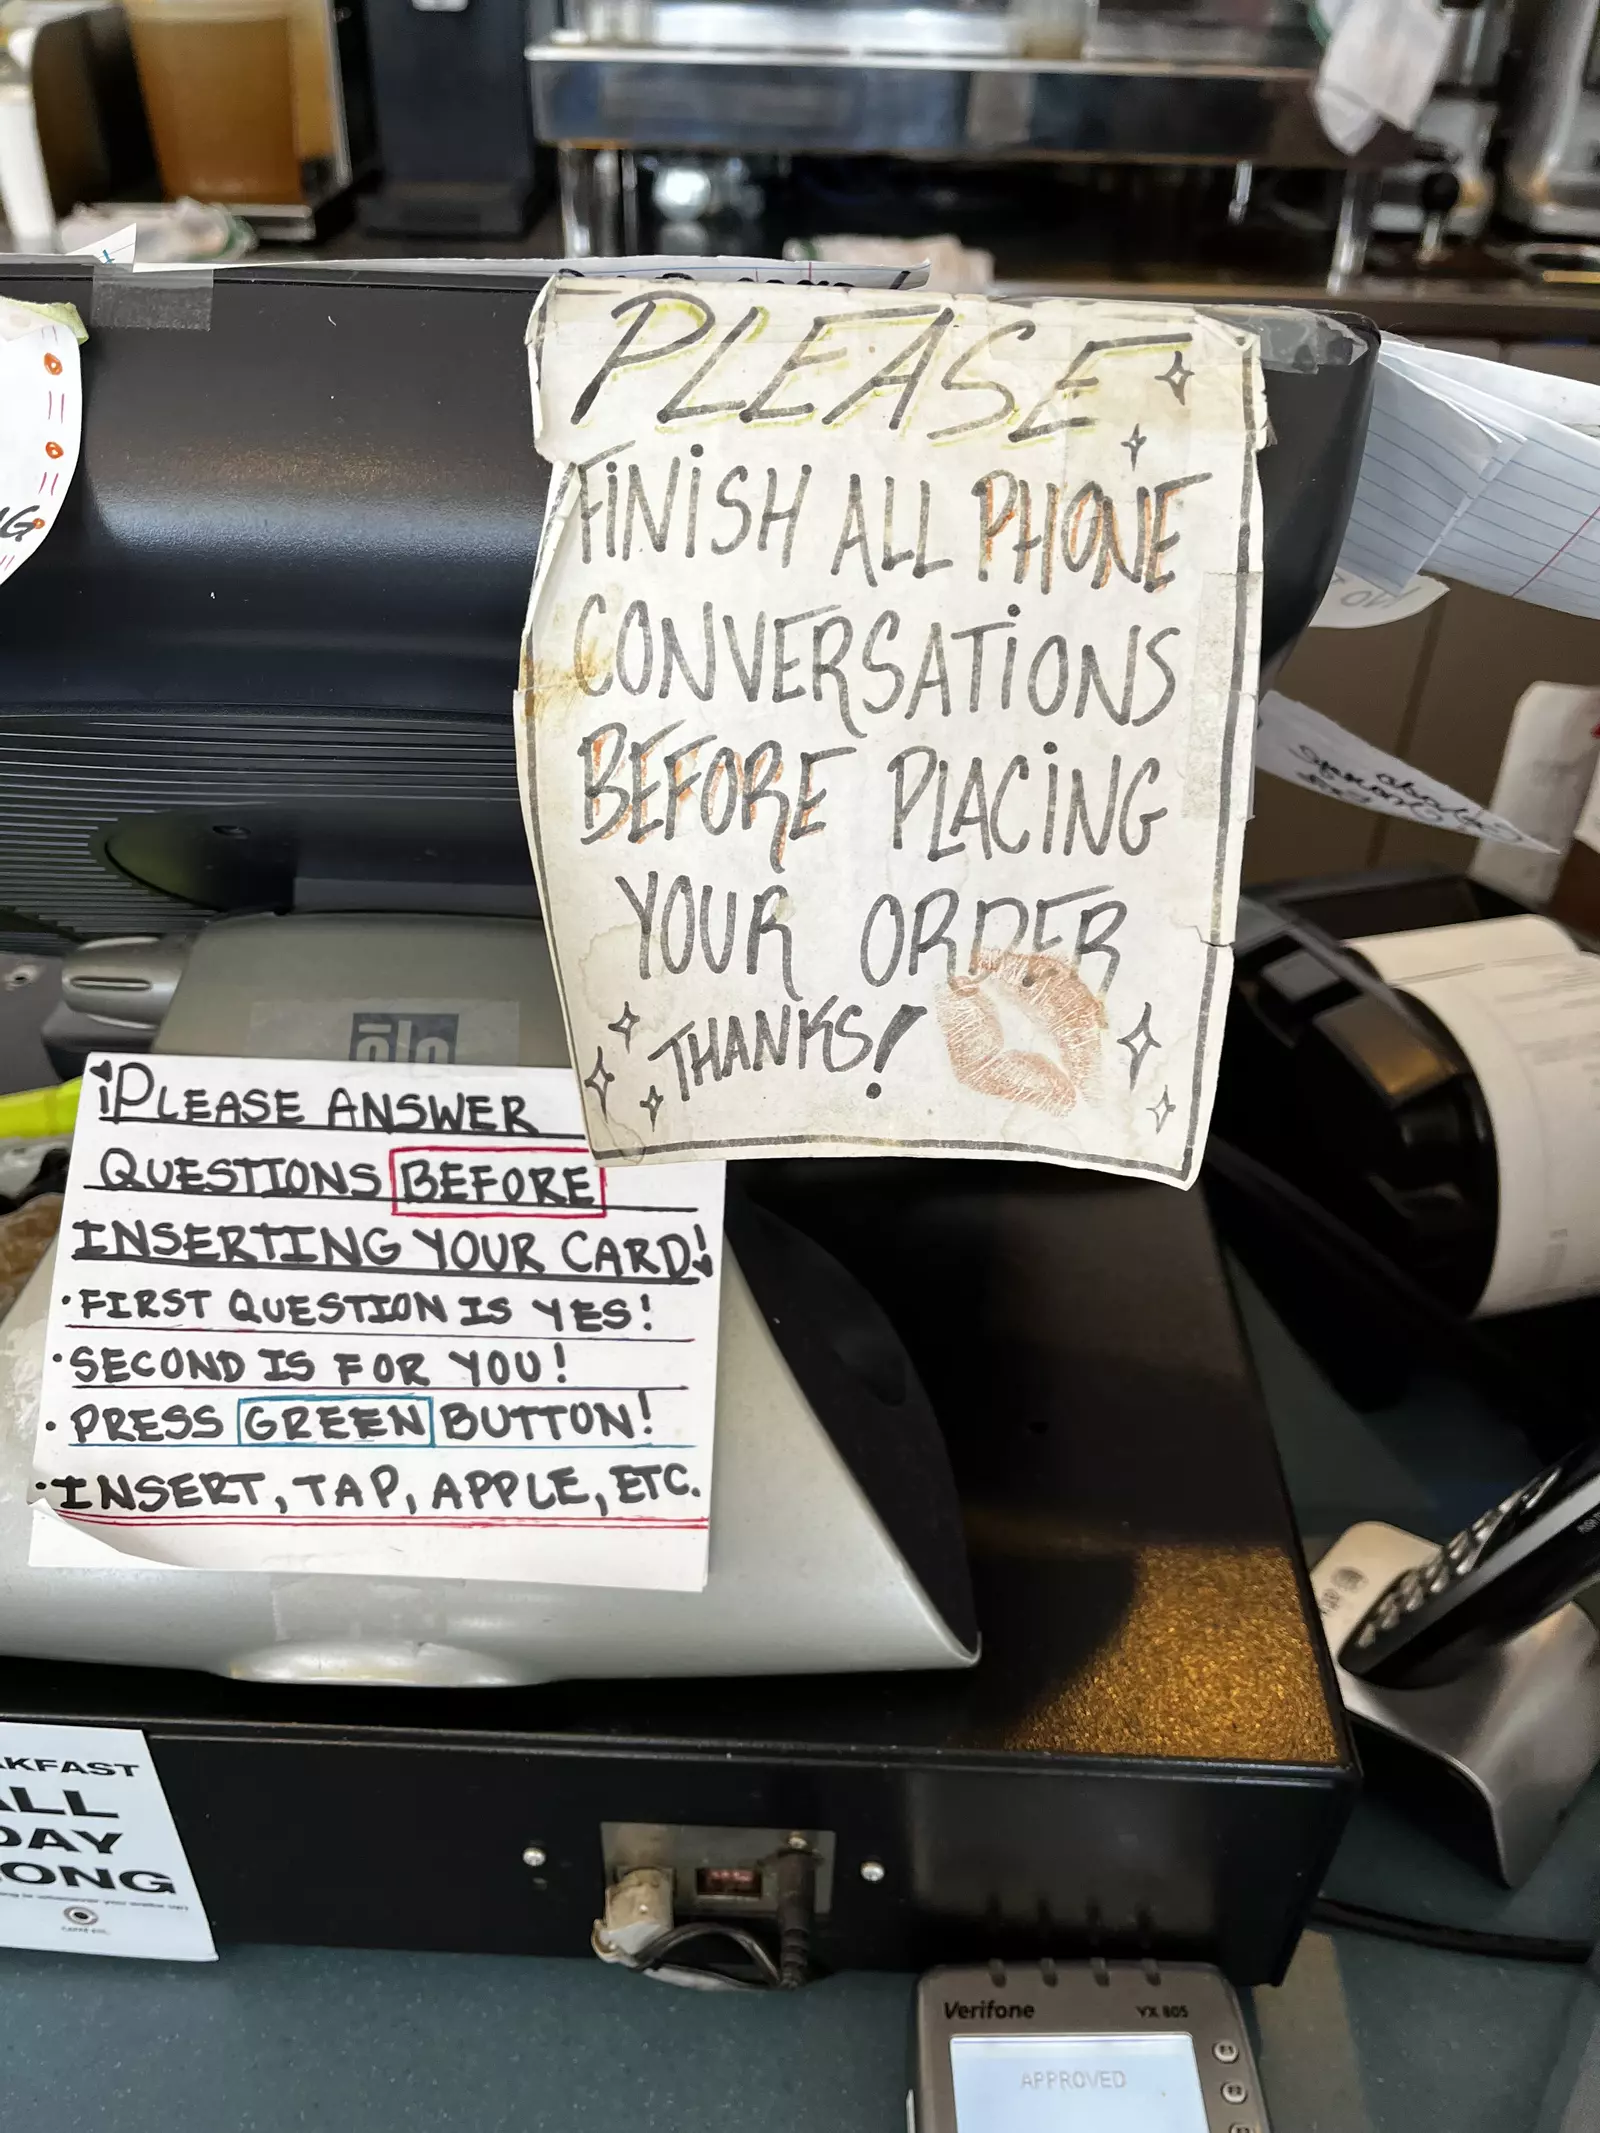 PLEASE
FINISH ALL PHONE
CONVERSATIONS
BEFORE PLACING
YOUR ORDER
THANKS!
elo
¡PLEASE ANSWER
QUESTIONS BEFORE
INSERTING YOUR CARD!
·FIRST QUESTION IS YES!
·SECOND IS FOR YOU!
·PRESS GREEN BUTTON!
·INSERT, TAP, APPLE, ETC.
AKFAST
ALL
DAY
ONG
Verifone VX 805
APPROVED
F1
F2